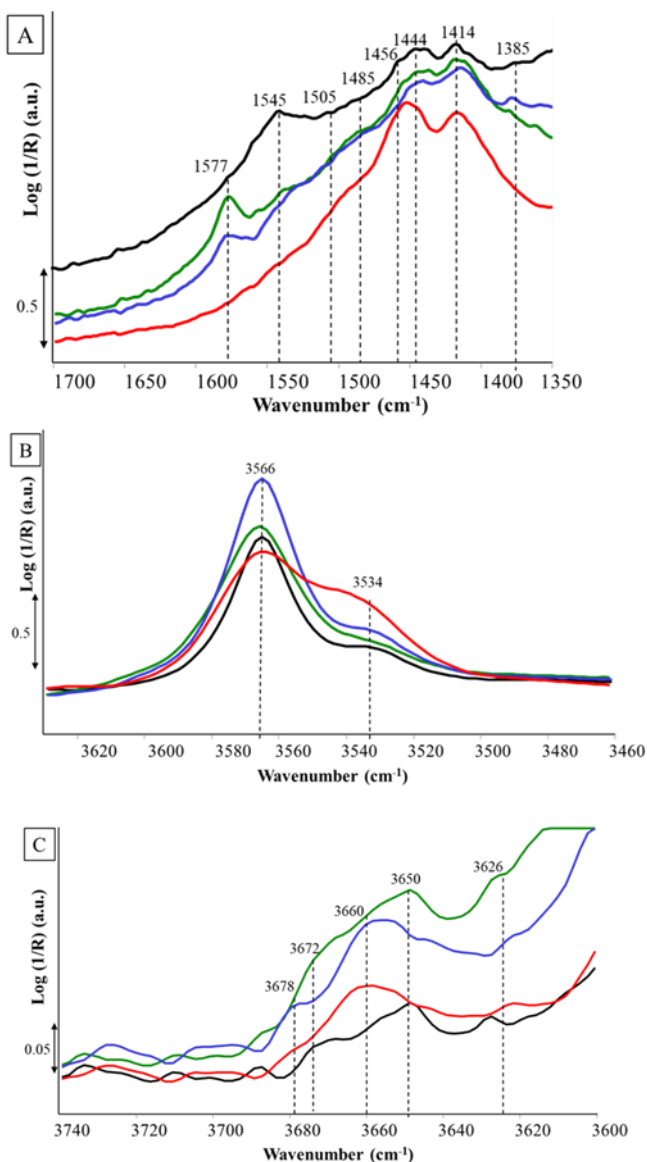 A
1577
1545
1505
1485
1456
1444
1414
1385
Log (1/R) (a.u.)
0.5
1700 1650 1600 1550 1500 1450 1400 1350
Wavenumber (cm-1)
B
3566
3534
Log (1/R) (a.u.)
0.5
3620 3600 3580 3560 3540 3520 3500 3480 3460
Wavenumber (cm-1)
C
3678
3672
3660
3650
3626
Log (1/R) (a.u.)
0.05
3740 3720 3700 3680 3660 3640 3620 3600
Wavenumber (cm-1)